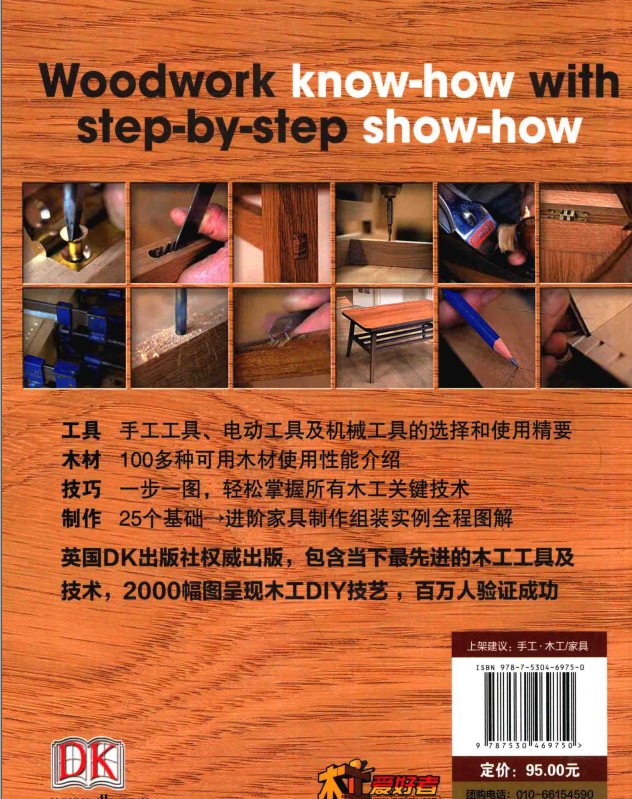 Woodwork know-how with
step-by-step show-how
工具 手工工具、电动工具及机械工具的选择和使用精要
木材 100多种可用木材使用性能介绍
技巧 一步一图，轻松掌握所有木工关键技术
制作 25个基础→进阶家具制作组装实例全程图解
英国DK出版社权威出版，包含当下最先进的木工工具及
技术，2000幅图呈现木工DIY技艺，百万人验证成功
上架建议：手工·木工/家具
ISBN 978-7-5304-6975-0
9 787530 469750 >
定价：95.00元
团购电话：010-66154590
DK
爱好者